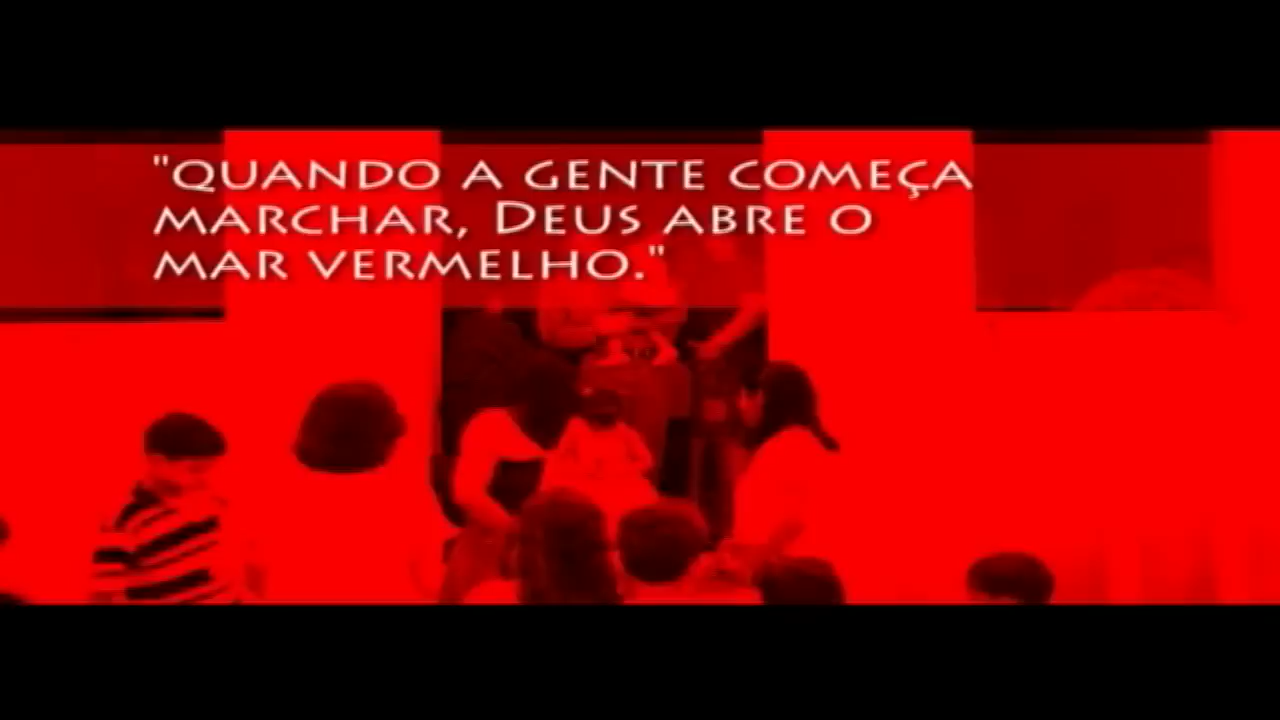 "QUANDO A GENTE COMEÇA
MARCHAR, DEUS ABRE O
MAR VERMELHO."